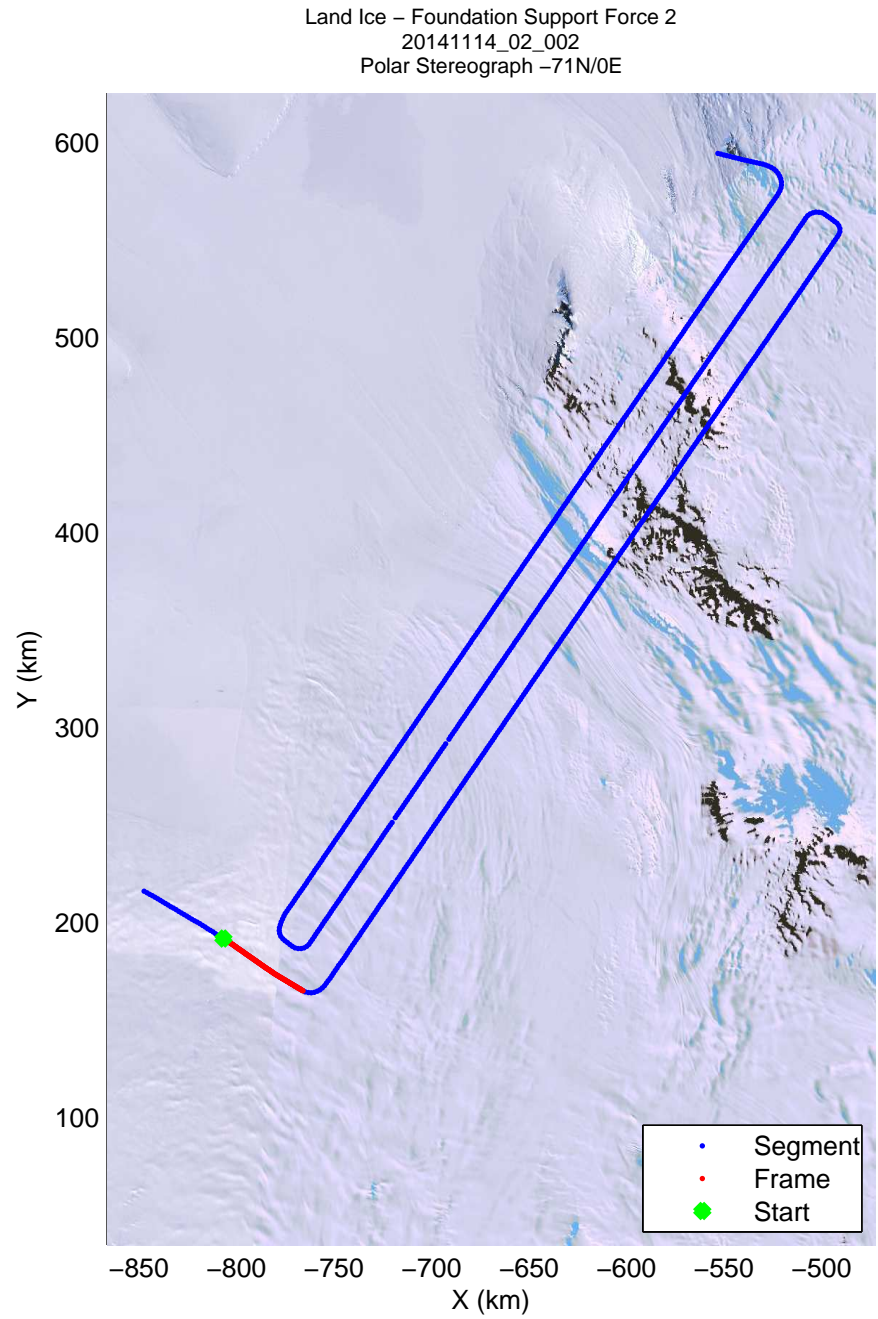 Land Ice − Foundation Support Force 2
20141114_02_002
Polar Stereograph −71N/0E
600
500
400
300
200
100
Y (km)
−850 −800 −750 −700 −650 −600 −550 −500
X (km)
Segment
Frame
Start